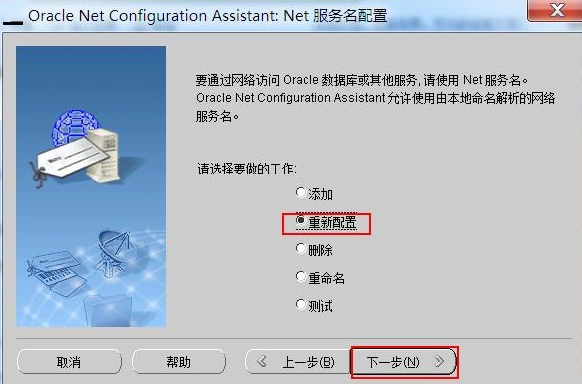 Oracle Net Configuration Assistant: Net 服务名配置
要通过网络访问 Oracle 数据库或其他服务,请使用 Net 服务名。
Oracle Net Configuration Assistant 允许使用由本地命名解析的网络
服务名。
请选择要做的工作:
添加
重新配置
删除
重命名
测试
取消
帮助
上一步(B)
下一步(N)